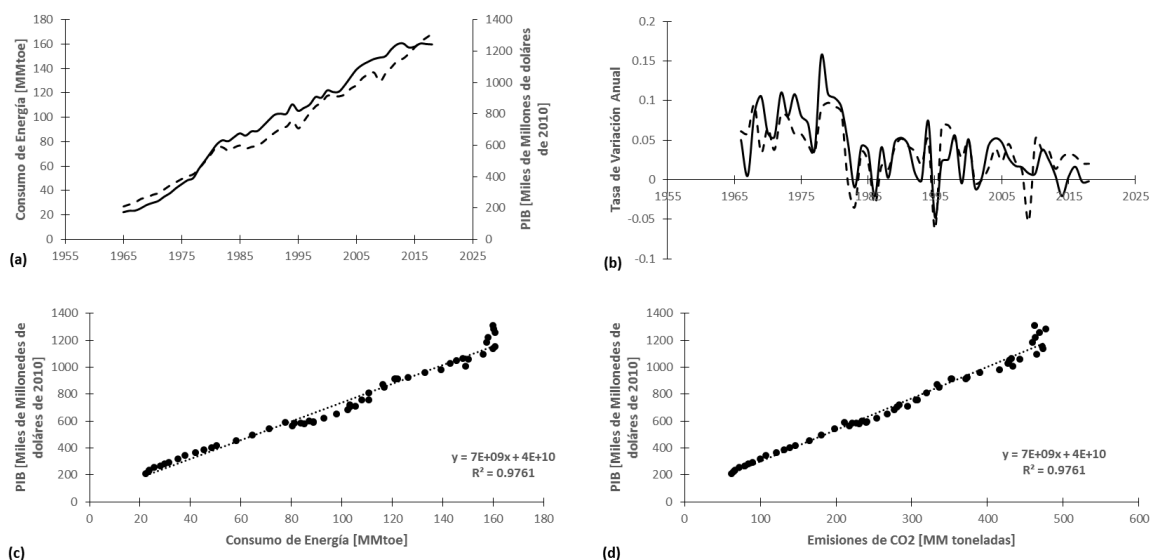 180
160
140
120
100
80
60
40
20
0
Consumo de Energía [MMtoe]
1400
1200
1000
800
600
400
200
0
PIB [Miles de Millones de doláres
de 2010]
1955 1965 1975 1985 1995 2005 2015 2025
(a)
0.2
0.15
0.1
0.05
0
-0.05
-0.1
Tasa de Variación Anual
1955 1965 1975 1985 1995 2005 2015 2025
(b)
1400
1200
1000
800
600
400
200
0
PIB [Miles de Millonedes de
doláres de 2010]
y = 7E+09x + 4E+10
R² = 0.9761
0 20 40 60 80 100 120 140 160 180
Consumo de Energía [MMtoe]
(c)
1400
1200
1000
800
600
400
200
0
PIB [Miles de Millonedes de
doláres de 2010]
y = 7E+09x + 4E+10
R² = 0.9761
0 100 200 300 400 500 600
Emisiones de CO2 [MM toneladas]
(d)